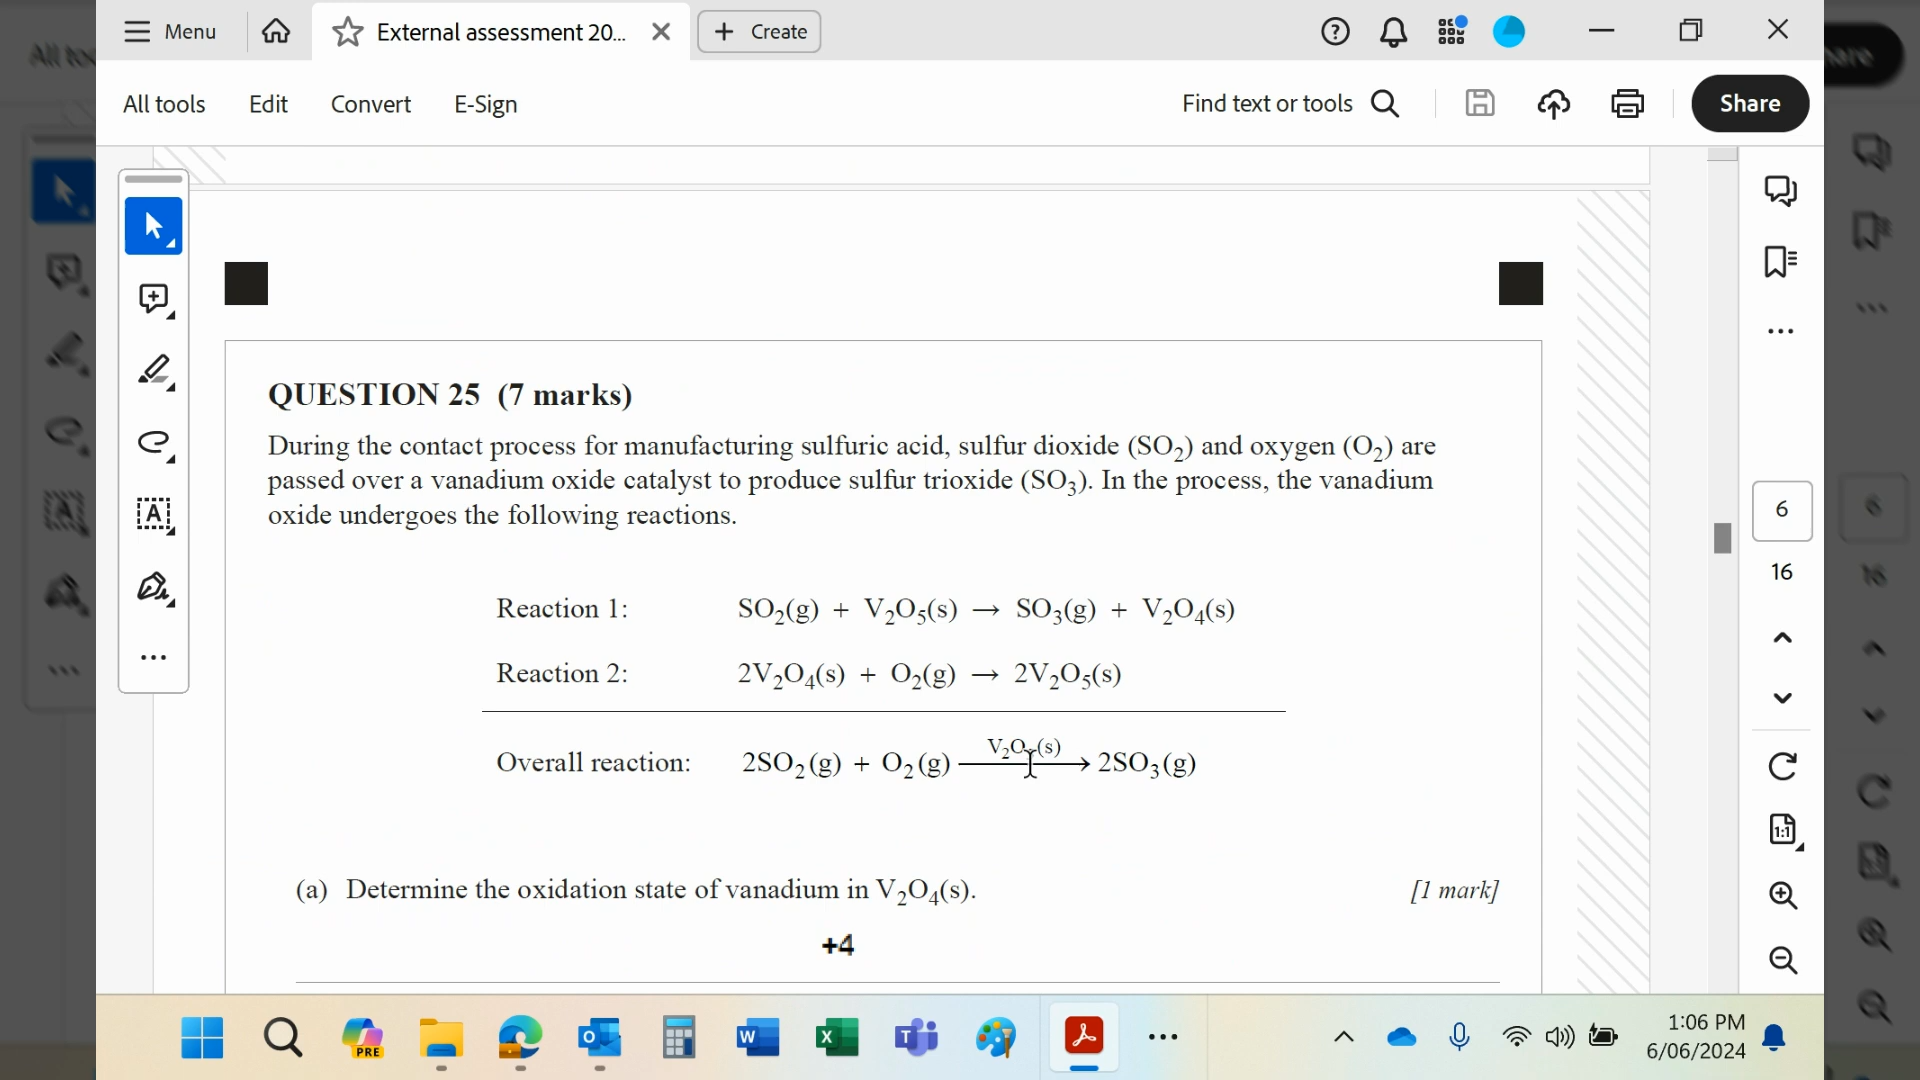 Menu
External assessment 20...
Create
All tools
Edit
Convert
E-Sign
Find text or tools
Share
QUESTION 25 (7 marks)
During the contact process for manufacturing sulfuric acid, sulfur dioxide (SO₂) and oxygen (O₂) are
passed over a vanadium oxide catalyst to produce sulfur trioxide (SO₃). In the process, the vanadium
oxide undergoes the following reactions.
Reaction 1: SO₂(g) + V₂O₅(s) → SO₃(g) + V₂O₄(s)
Reaction 2: 2V₂O₄(s) + O₂(g) → 2V₂O₅(s)
V₂O (s)
Overall reaction: 2SO₂(g) + O₂(g) ⟶ 2SO₃(g)
(a) Determine the oxidation state of vanadium in V₂O₄(s). [1 mark]
+4
6
16
1:1
PRE
1:06 PM
6/06/2024